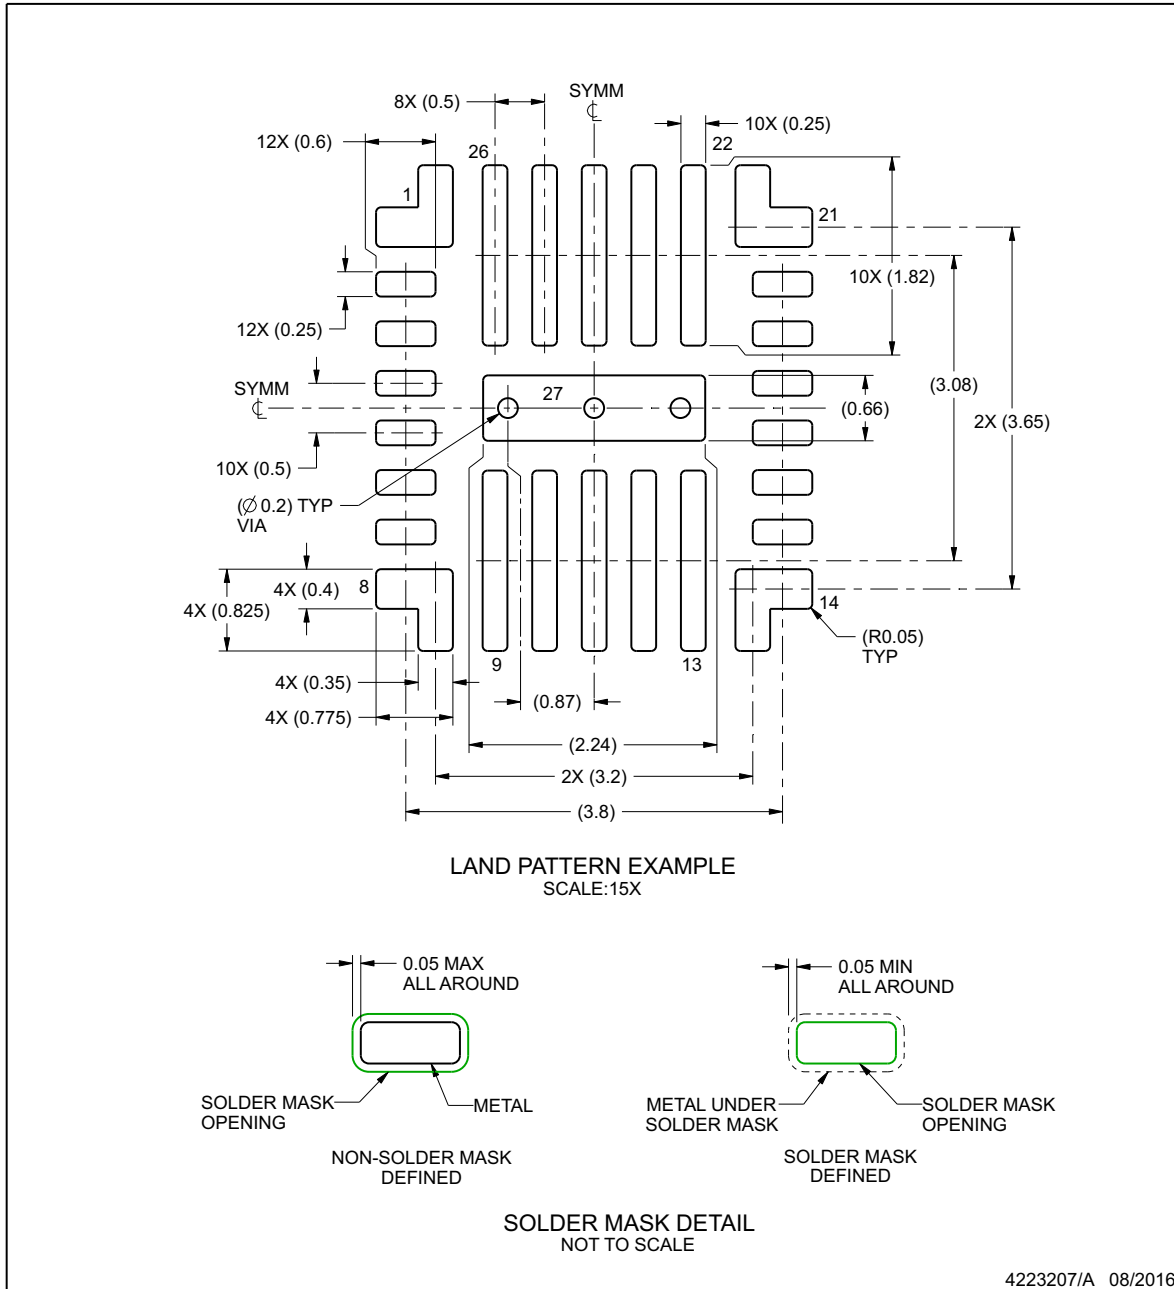 SYMM
℄
8X (0.5)
10X (0.25)
12X (0.6)
26
22
1
21
10X (1.82)
12X (0.25)
SYMM
℄
27
(3.08)
(0.66)
2X (3.65)
10X (0.5)
(∅ 0.2) TYP
VIA
8
4X (0.4)
14
4X (0.825)
(R0.05)
TYP
9
13
4X (0.35)
(0.87)
4X (0.775)
(2.24)
2X (3.2)
(3.8)
LAND PATTERN EXAMPLE
SCALE:15X
0.05 MAX
ALL AROUND
SOLDER MASK
OPENING
METAL
NON-SOLDER MASK
DEFINED
0.05 MIN
ALL AROUND
METAL UNDER
SOLDER MASK
SOLDER MASK
OPENING
SOLDER MASK
DEFINED
SOLDER MASK DETAIL
NOT TO SCALE
4223207/A 08/2016